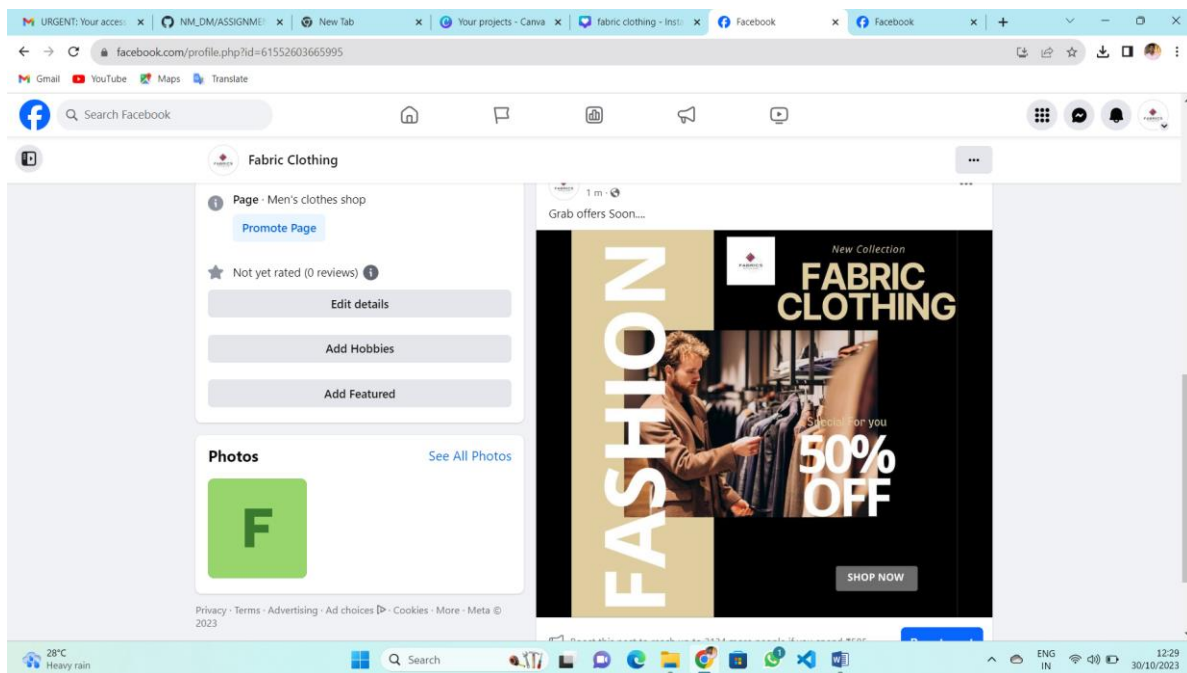 URGENT: Your access
NM_DM/ASSIGNME
New Tab
Your projects - Canva
fabric clothing - Insta
Facebook
Facebook
facebook.com/profile.php?id=61552603665995
Gmail YouTube Maps Translate
Search Facebook
Fabric Clothing
Page · Men's clothes shop
Promote Page
Not yet rated (0 reviews)
Edit details
Add Hobbies
Add Featured
Photos
See All Photos
F
Privacy · Terms · Advertising · Ad choices · Cookies · More · Meta ©
2023
1 m
Grab offers Soon....
FASHION
FABRICS
New Collection
FABRIC
CLOTHING
Special For you
50%
OFF
SHOP NOW
28°C
Heavy rain
Search
ENG
IN
12:29
30/10/2023